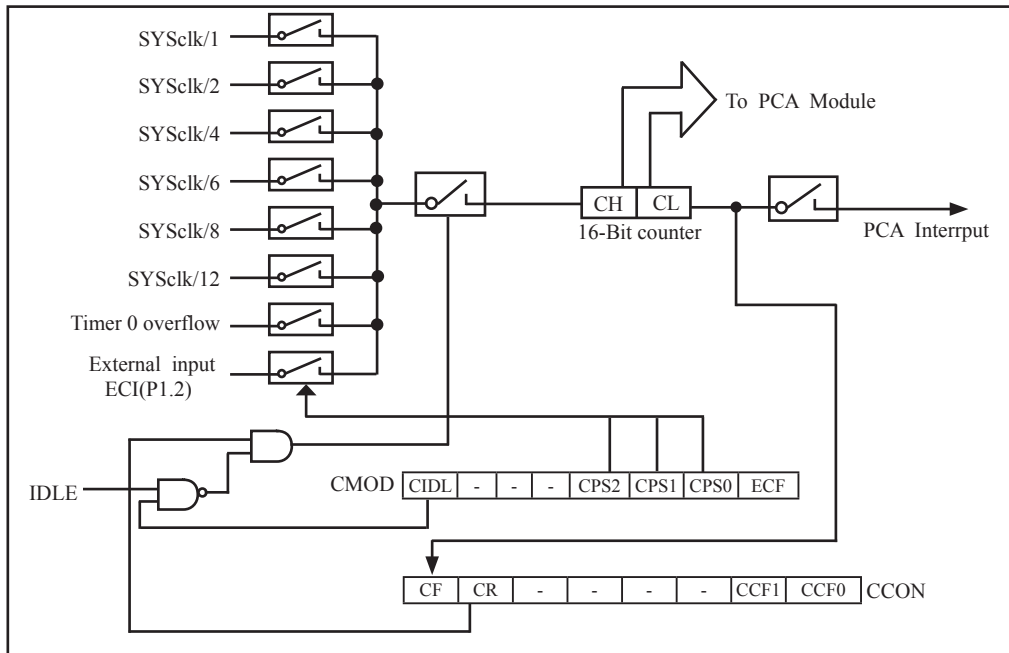 SYSclk/1
SYSclk/2
SYSclk/4
SYSclk/6
SYSclk/8
SYSclk/12
Timer 0 overflow
External input
ECI(P1.2)
To PCA Module
CH CL
16-Bit counter
PCA Interrput
IDLE
CMOD CIDL - - - CPS2 CPS1 CPS0 ECF
CF CR - - - - CCF1 CCF0 CCON